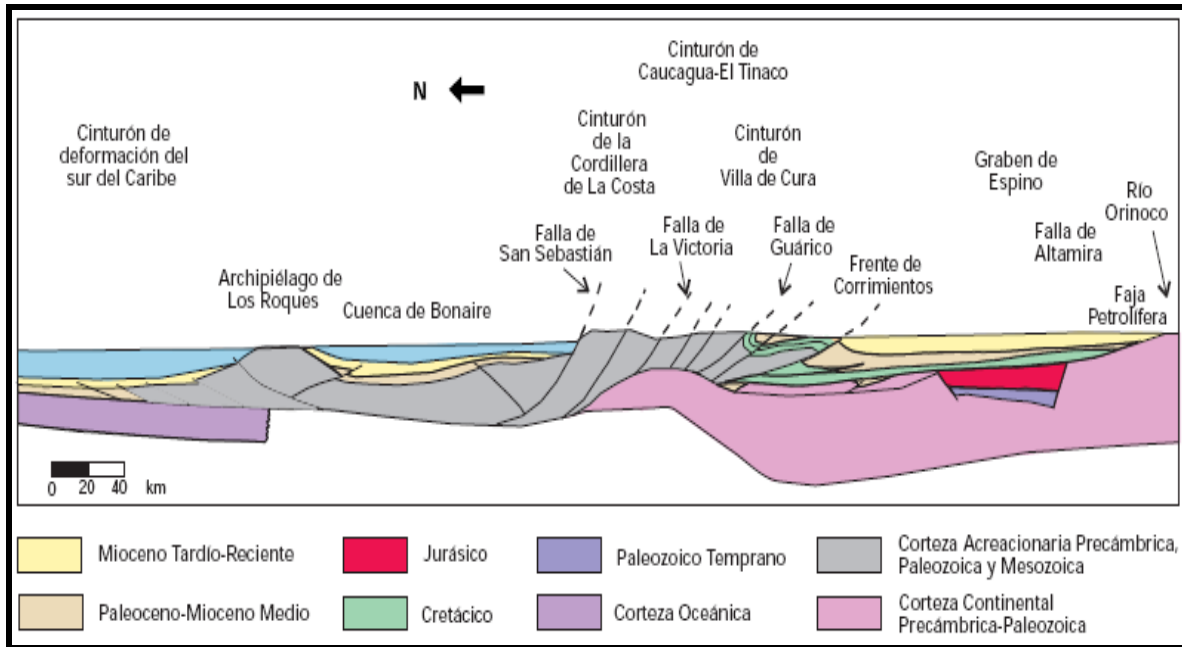 Cinturón de
Caucagua-El Tinaco
N
Cinturón de
deformación del
sur del Caribe
Cinturón
de la
Cordillera
de La Costa
Cinturón
de
Villa de Cura
Graben de
Espino
Río
Orinoco
Falla de
San Sebastián
Falla de
La Victoria
Falla de
Guárico
Falla de
Altamira
Frente de
Corrimientos
Archipiélago de
Los Roques
Cuenca de Bonaire
Faja
Petrolífera
0 20 40 km
Mioceno Tardío-Reciente
Jurásico
Paleozoico Temprano
Corteza Acreacionaria Precámbrica,
Paleozoica y Mesozoica
Paleoceno-Mioceno Medio
Cretácico
Corteza Oceánica
Corteza Continental
Precámbrica-Paleozoica